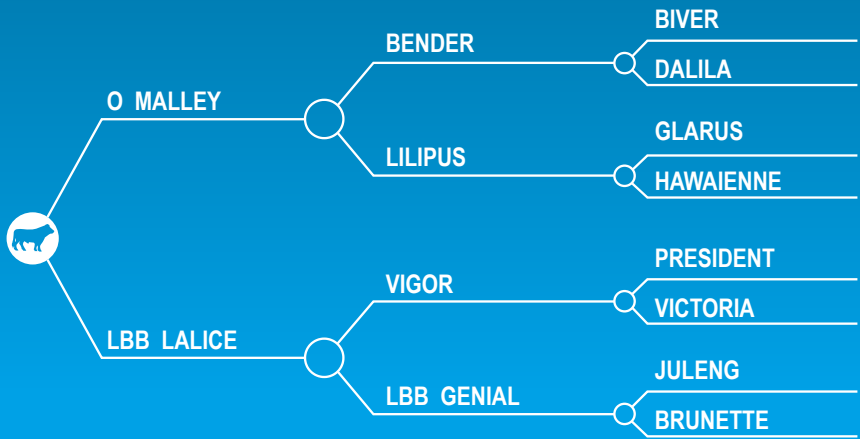 BIVER
BENDER
DALILA
O MALLEY
GLARUS
LILIPUS
HAWAIENNE
PRESIDENT
VIGOR
VICTORIA
LBB LALICE
JULENG
LBB GENIAL
BRUNETTE